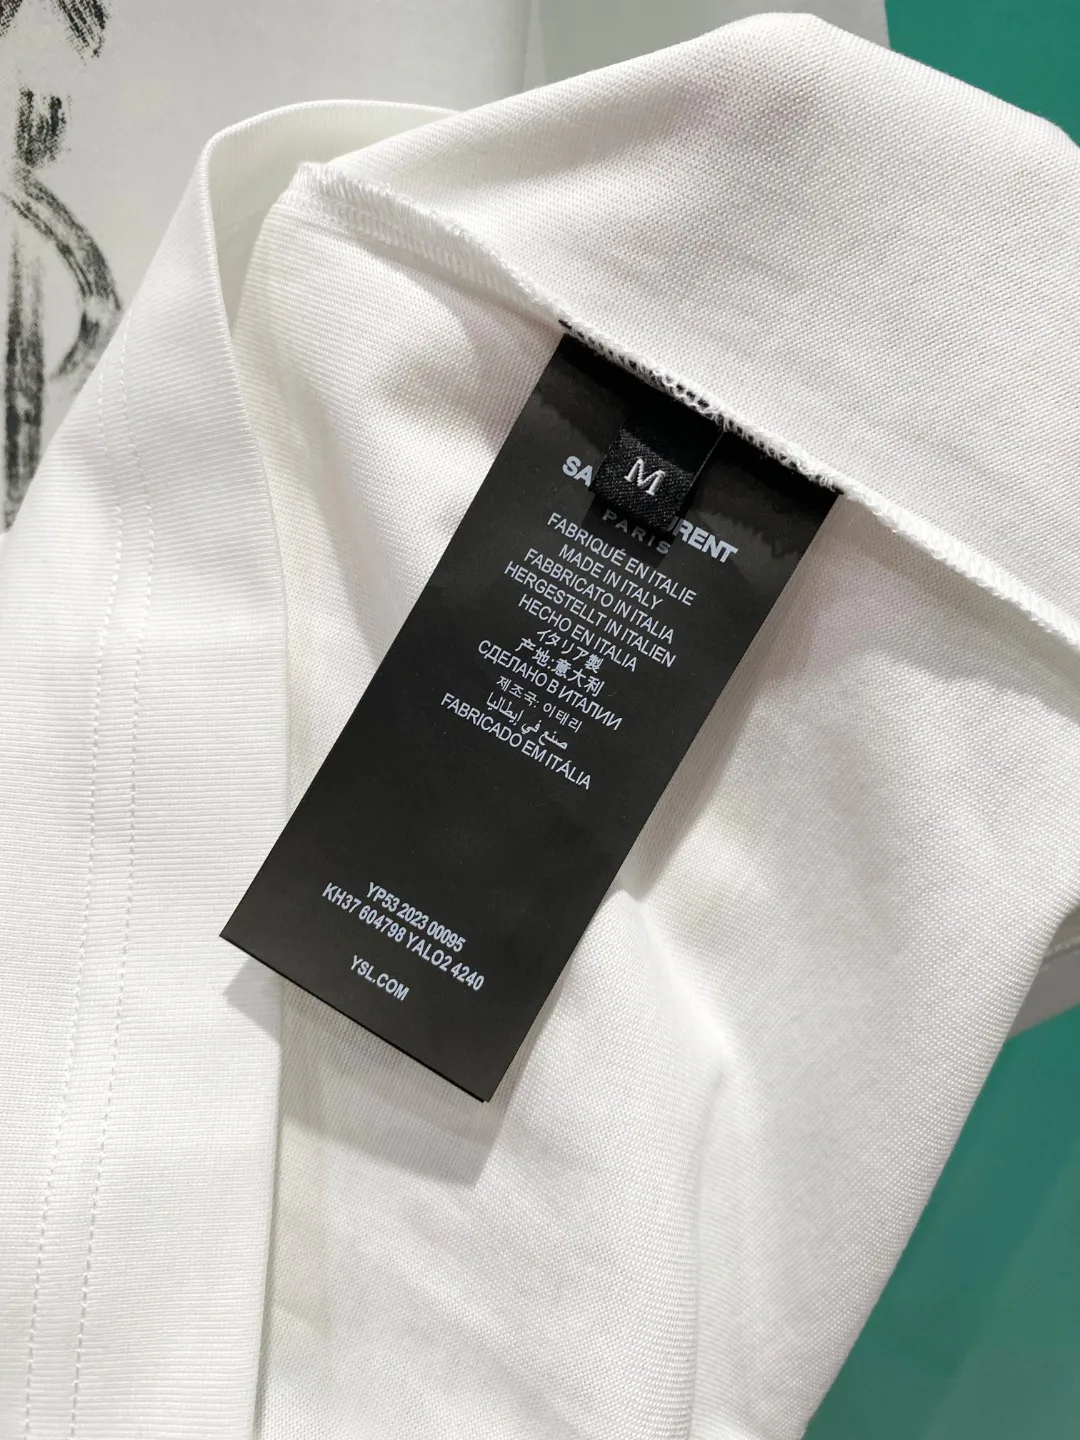 M
SA URENT
PARIS
FABRIQUÉ EN ITALIE
MADE IN ITALY
FABBRICATO IN ITALIA
HERGESTELLT IN ITALIEN
HECHO EN ITALIA
イタリア製
产地:意大利
СДЕЛАНО В ИТАЛИИ
제조국: 이태리
صنع في إيطاليا
FABRICADO EM ITÁLIA
YP53 2023 00095
KH37 604798 YALO2 4240
YSL.COM